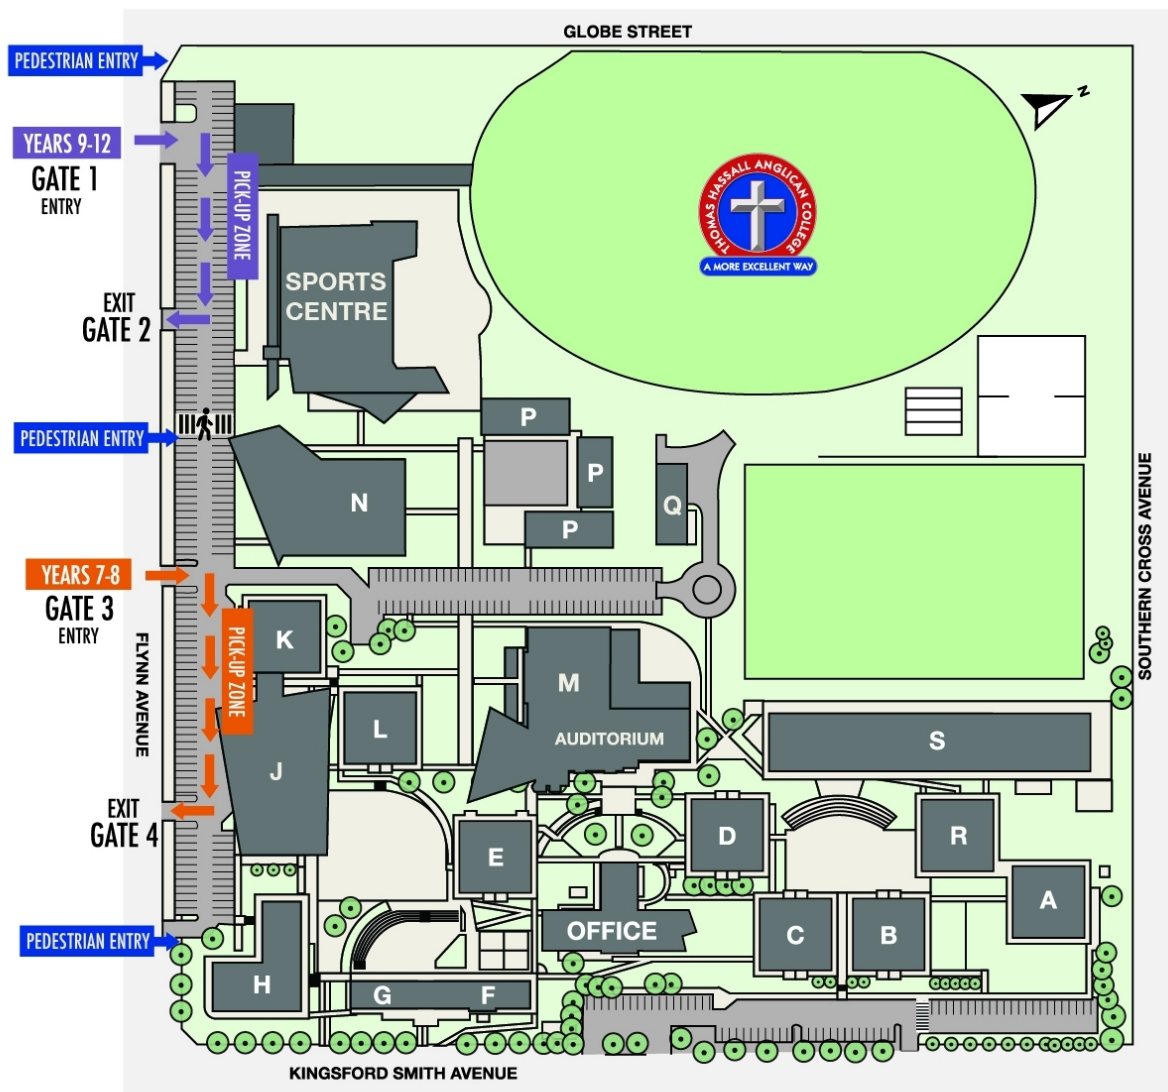 GLOBE STREET
PEDESTRIAN ENTRY
N
YEARS 9-12
GATE 1
ENTRY
PICK-UP ZONE
THOMAS HASSALL ANGLICAN COLLEGE
A MORE EXCELLENT WAY
SPORTS
CENTRE
EXIT
GATE 2
PEDESTRIAN ENTRY
P
P
P
N
Q
SOUTHERN CROSS AVENUE
YEARS 7-8
GATE 3
ENTRY
FLYNN AVENUE
PICK-UP ZONE
K
L
M
AUDITORIUM
J
S
EXIT
GATE 4
E
D
R
A
PEDESTRIAN ENTRY
OFFICE
C
B
H
G
F
KINGSFORD SMITH AVENUE